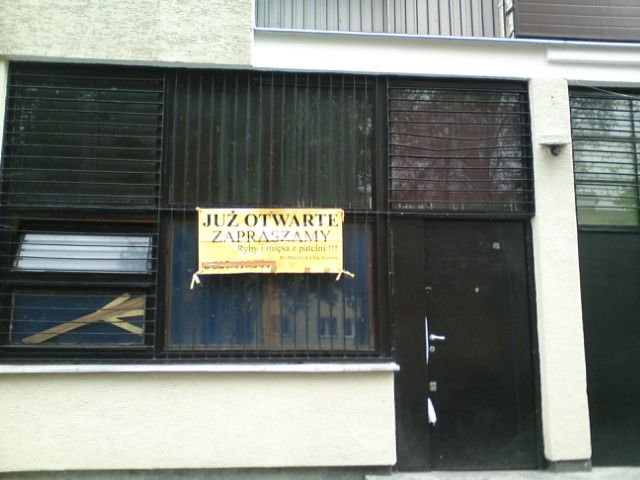 JUŻ OTWARTE
ZAPRASZAMY
Ryby i mięsa z patelni !!!